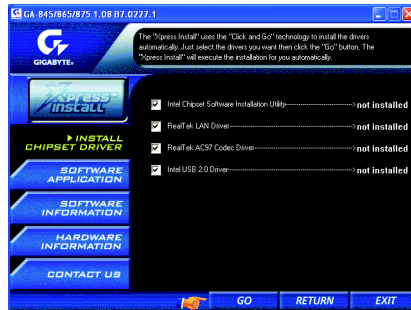 GA-845/865/875 1.08 B7.0227.1
GIGABYTE
The "Xpress Install" uses the "Click and Go" technology to install the drivers
automatically. Just select the drivers you want then click the "Go" button. The
"Xpress Install" will execute the installation for you automatically.
Xpress
install
Intel Chipset Software Installation Utility --> not installed
RealTek LAN Driver --> not installed
RealTek AC97 Codec Driver --> not installed
Intel USB 2.0 Driver --> not installed
INSTALL
CHIPSET DRIVER
SOFTWARE
APPLICATION
SOFTWARE
INFORMATION
HARDWARE
INFORMATION
CONTACT US
GO
RETURN
EXIT